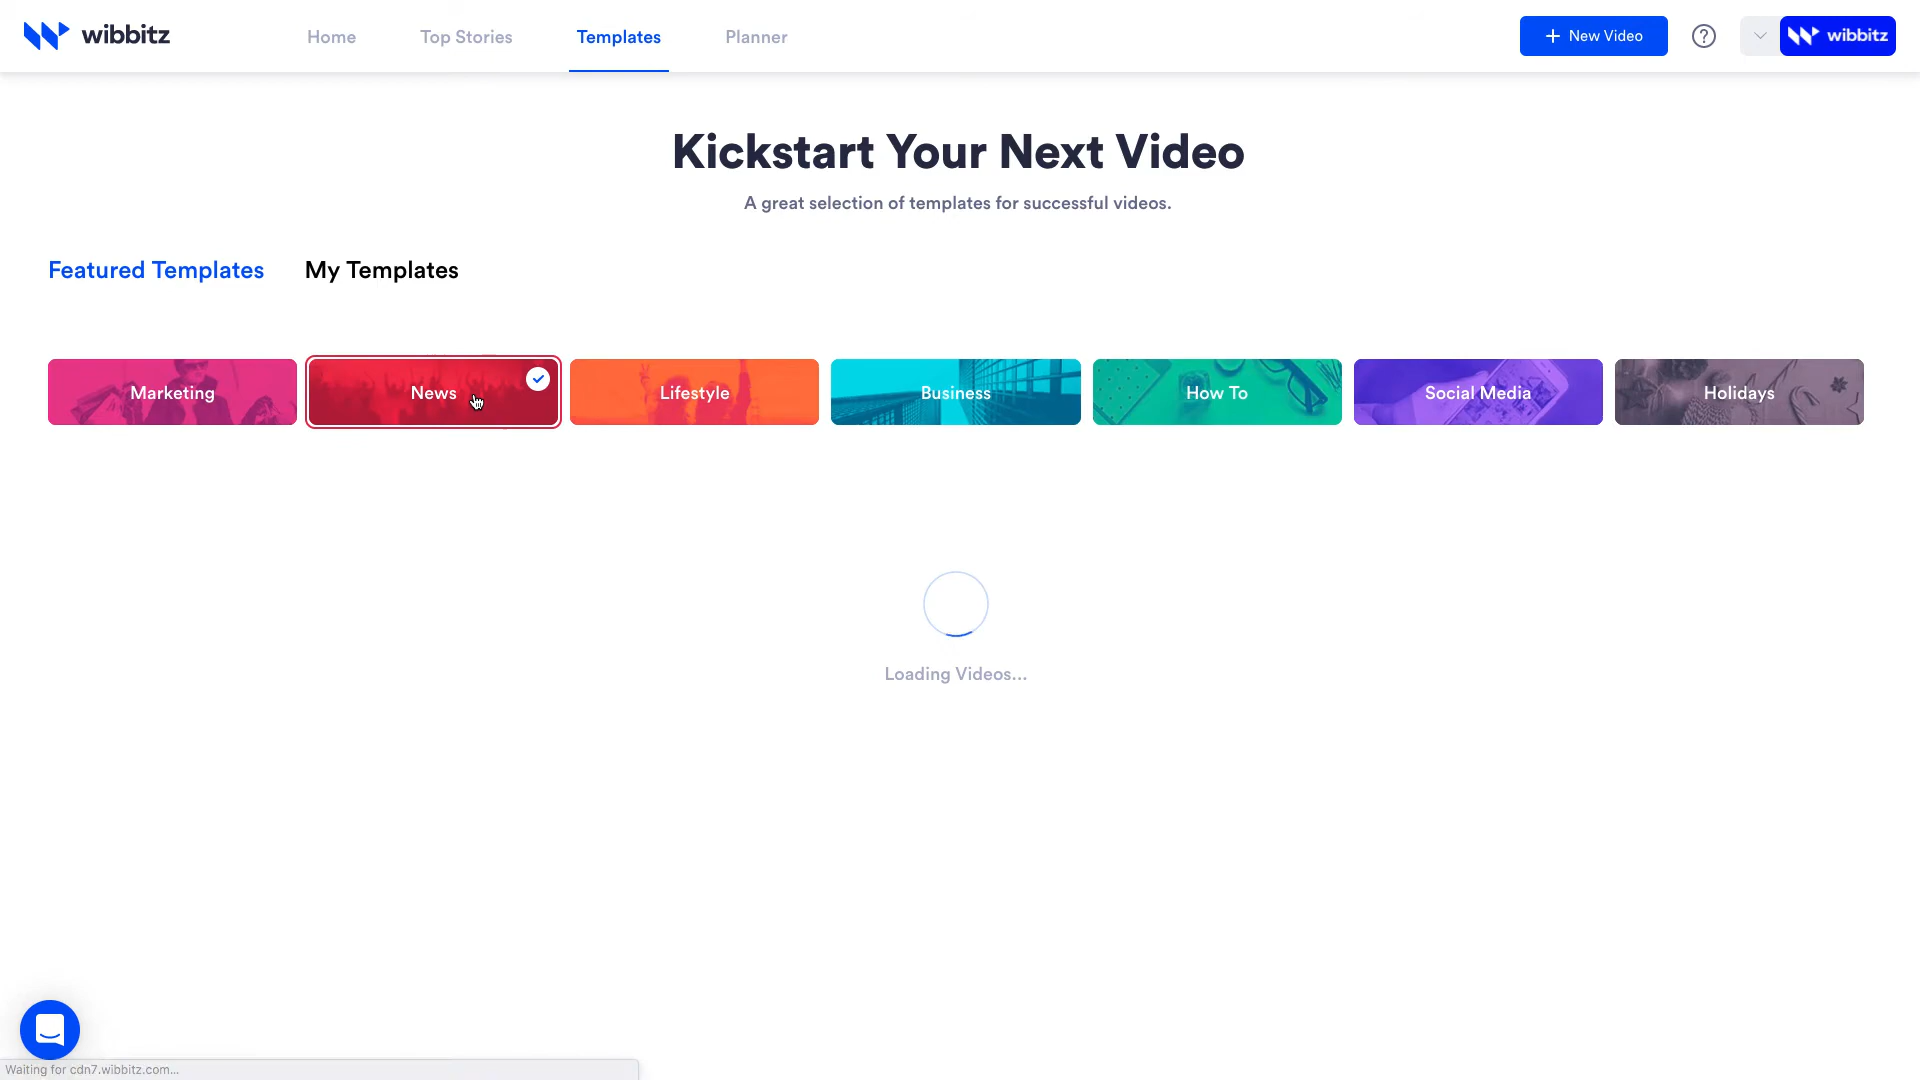 wibbitz
Home
Top Stories
Templates
Planner
New Video
wibbitz
Kickstart Your Next Video
A great selection of templates for successful videos.
Featured Templates
My Templates
Marketing
News
Lifestyle
Business
How To
Social Media
Holidays
Loading Videos...
Waiting for cdn7.wibbitz.com...